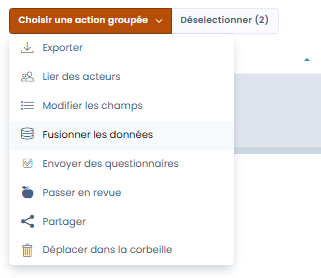 Choisir une action groupée
Déselectionner (2)
Exporter
Lier des acteurs
Modifier les champs
Fusionner les données
Envoyer des questionnaires
Passer en revue
Partager
Déplacer dans la corbeille